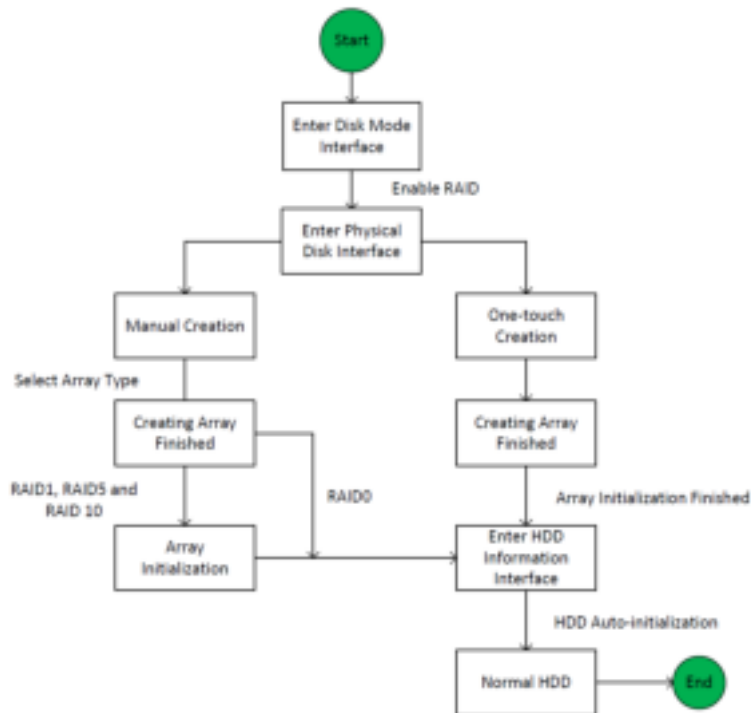 Start
Enter Disk Mode
Interface
Enable RAID
Enter Physical
Disk Interface
Manual Creation
One-touch
Creation
Select Array Type
Creating Array
Finished
Creating Array
Finished
RAID1, RAID5 and
RAID 10
RAID0
Array Initialization Finished
Array
Initialization
Enter HDD
Information
Interface
HDD Auto-initialization
Normal HDD
End